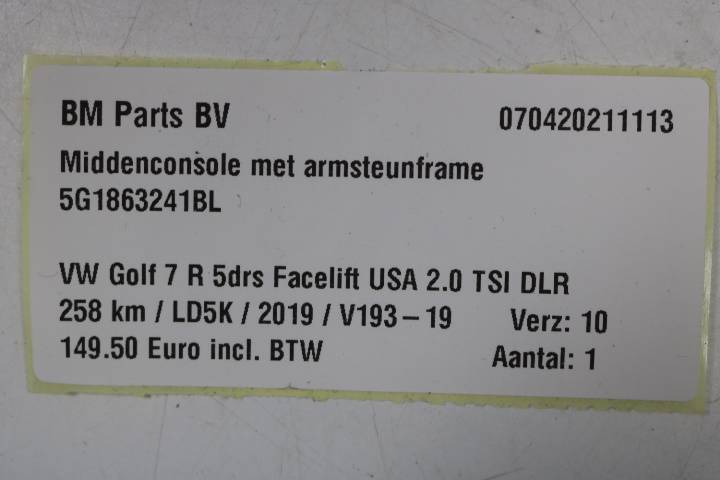 BM Parts BV 070420211113
Middenconsole met armsteunframe
5G1863241BL
VW Golf 7 R 5drs Facelift USA 2.0 TSI DLR
258 km / LD5K / 2019 / V193-19 Verz: 10
149.50 Euro incl. BTW Aantal: 1